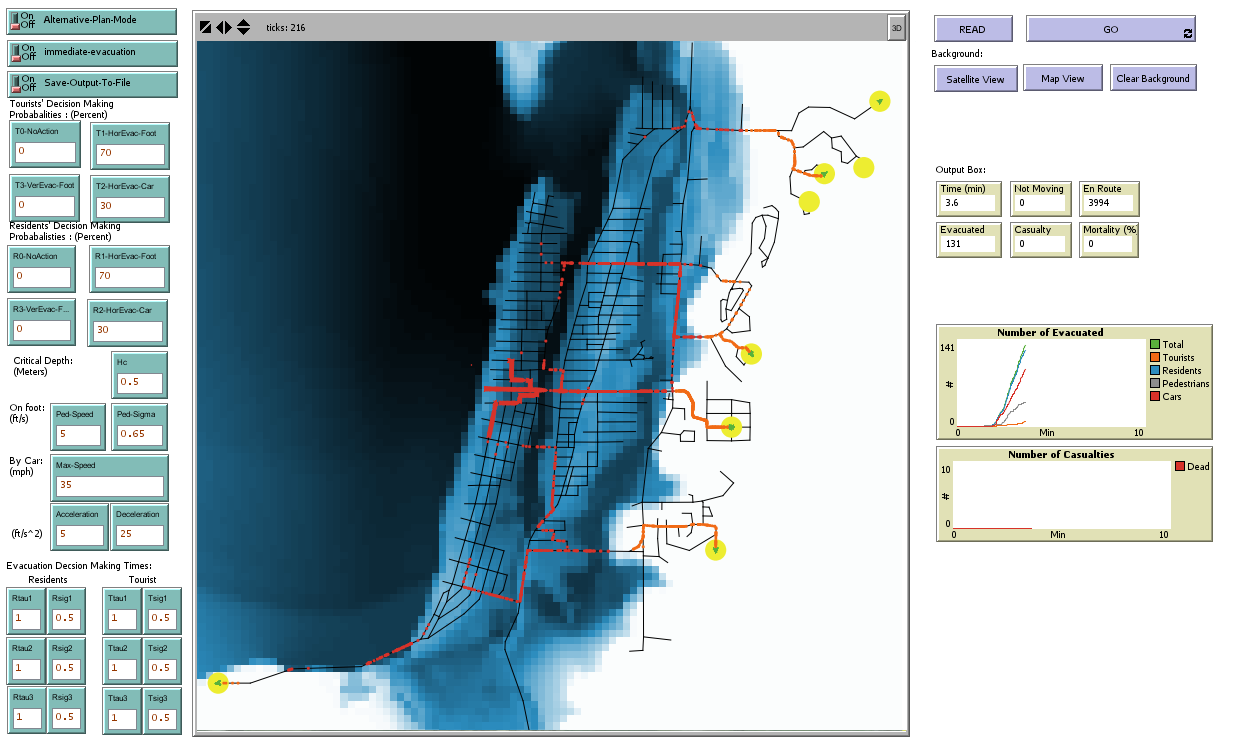 On
Off
Alternative-Plan-Mode
On
Off
immediate-evacuation
On
Off
Save-Output-To-File
Tourists' Decision Making
Probabalities : (Percent)
T0-NoAction
0
T1-HorEvac-Foot
70
T3-VerEvac-Foot
0
T2-HorEvac-Car
30
Residents' Decision Making
Probabalisties : (Percent)
R0-NoAction
0
R1-HorEvac-Foot
70
R3-VerEvac-F...
0
R2-HorEvac-Car
30
Critical Depth:
(Meters)
Hc
0.5
On foot:
(ft/s)
Ped-Speed
5
Ped-Sigma
0.65
By Car:
(mph)
Max-Speed
35
(ft/s^2)
Acceleration
5
Deceleration
25
Evacuation Decsion Making Times:
Residents
Tourist
Rtau1
1
Rsig1
0.5
Ttau1
1
Tsig1
0.5
Rtau2
1
Rsig2
0.5
Ttau2
1
Tsig2
0.5
Rtau3
1
Rsig3
0.5
Ttau3
1
Tsig3
0.5
ticks: 216
3D
READ
GO
Background:
Satellite View
Map View
Clear Background
Output Box:
Time (min)
3.6
Not Moving
0
En Route
3994
Evacuated
131
Casualty
0
Mortality (%)
0
Number of Evacuated
141
#
0
0
Min
10
Total
Tourists
Residents
Pedestrians
Cars
Number of Casualties
10
#
0
0
Min
10
Dead